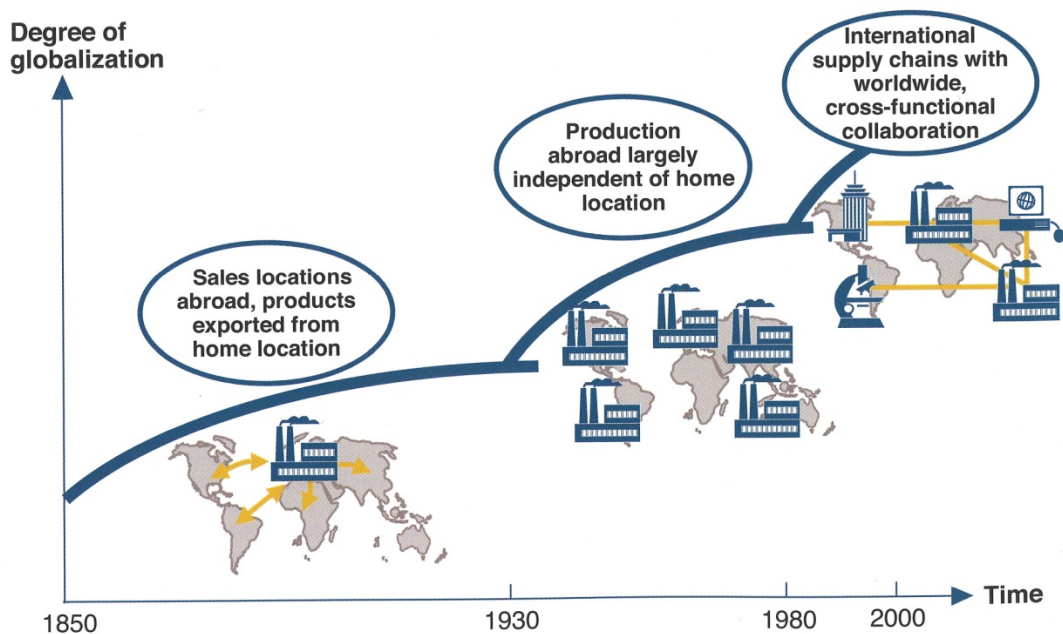 Degree of
globalization
International
supply chains with
worldwide,
cross-functional
collaboration
Production
abroad largely
independent of home
location
Sales locations
abroad, products
exported from
home location
Time
1850
1930
1980
2000